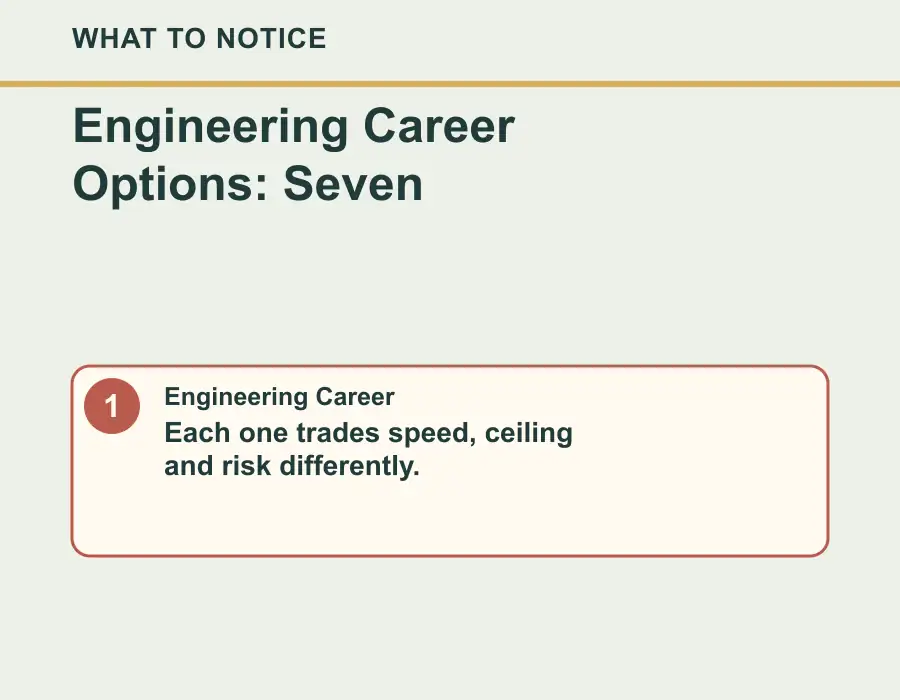 WHAT TO NOTICE
Engineering Career
Options: Seven
1
Engineering Career
Each one trades speed, ceiling
and risk differently.